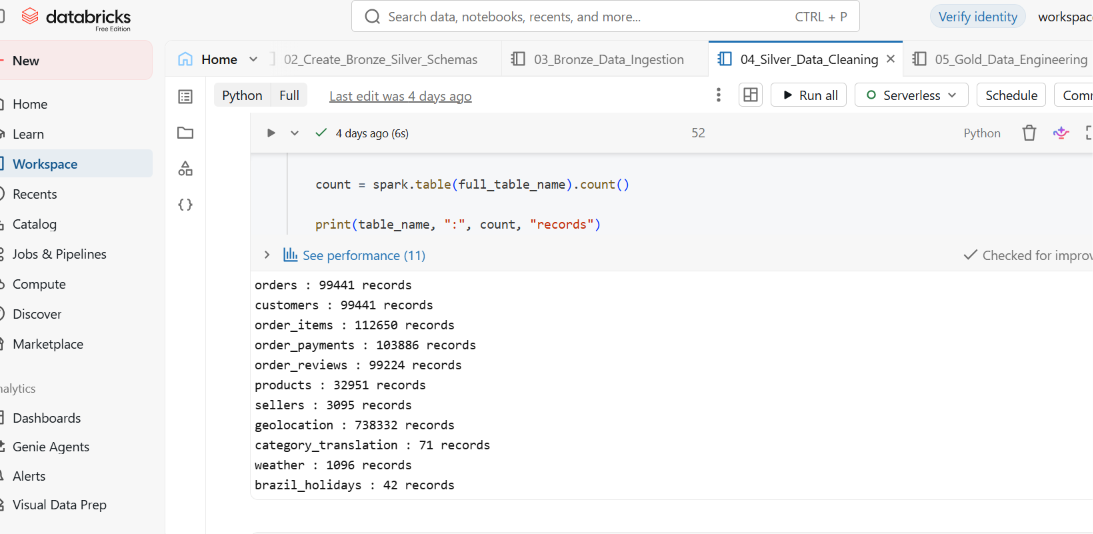 databricks
Free Edition
Search data, notebooks, recents, and more...
CTRL + P
Verify identity
New
Home
Learn
Workspace
Recents
Catalog
Jobs & Pipelines
Compute
Discover
Marketplace
Dashboards
Genie Agents
Alerts
Visual Data Prep
Home
02_Create_Bronze_Silver_Schemas
03_Bronze_Data_Ingestion
04_Silver_Data_Cleaning
05_Gold_Data_Engineering
Python
Full
Last edit was 4 days ago
Run all
Serverless
Schedule
4 days ago (6s)
52
Python
count = spark.table(full_table_name).count()
print(table_name, ":", count, "records")
See performance (11)
Checked for improv
orders : 99441 records
customers : 99441 records
order_items : 112650 records
order_payments : 103886 records
order_reviews : 99224 records
products : 32951 records
sellers : 3095 records
geolocation : 738332 records
category_translation : 71 records
weather : 1096 records
brazil_holidays : 42 records